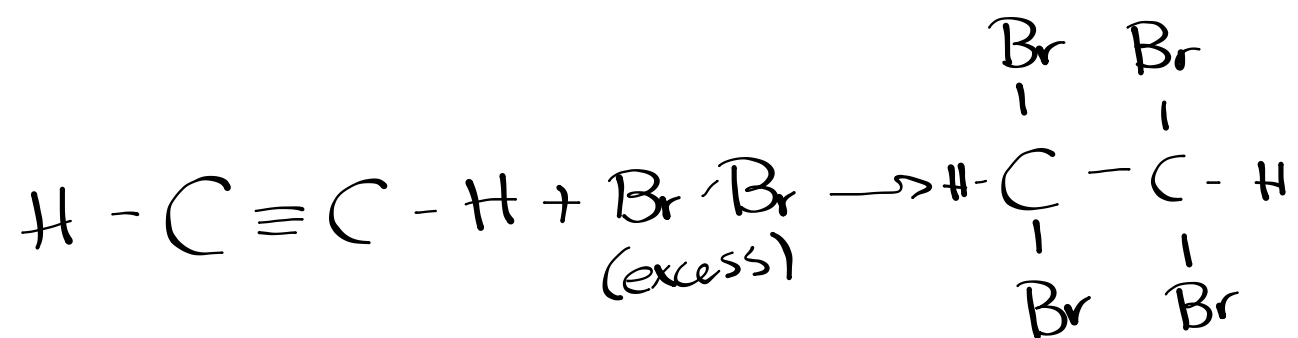 Br Br
H - C ≡ C - H + Br - Br → H - C - C - H
(excess)
Br Br